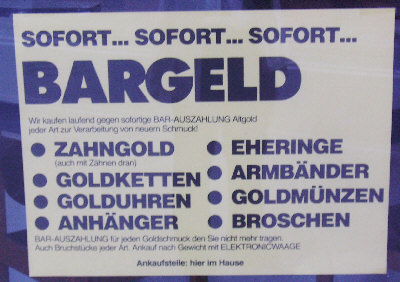 SOFORT... SOFORT... SOFORT...
BARGELD
Wir kaufen laufend gegen sofortige BAR-AUSZAHLUNG Altgold
jeder Art zur Verarbeitung von neuem Schmuck!
● ZAHNGOLD
(auch mit Zähnen dran)
● GOLDKETTEN
● GOLDUHREN
● ANHÄNGER
● EHERINGE
● ARMBÄNDER
● GOLDMÜNZEN
● BROSCHEN
BAR-AUSZAHLUNG für jeden Goldschmuck den Sie nicht mehr tragen.
Auch Bruchstücke jeder Art. Ankauf nach Gewicht mit ELEKTRONICWAAGE
Ankaufstelle: hier im Hause